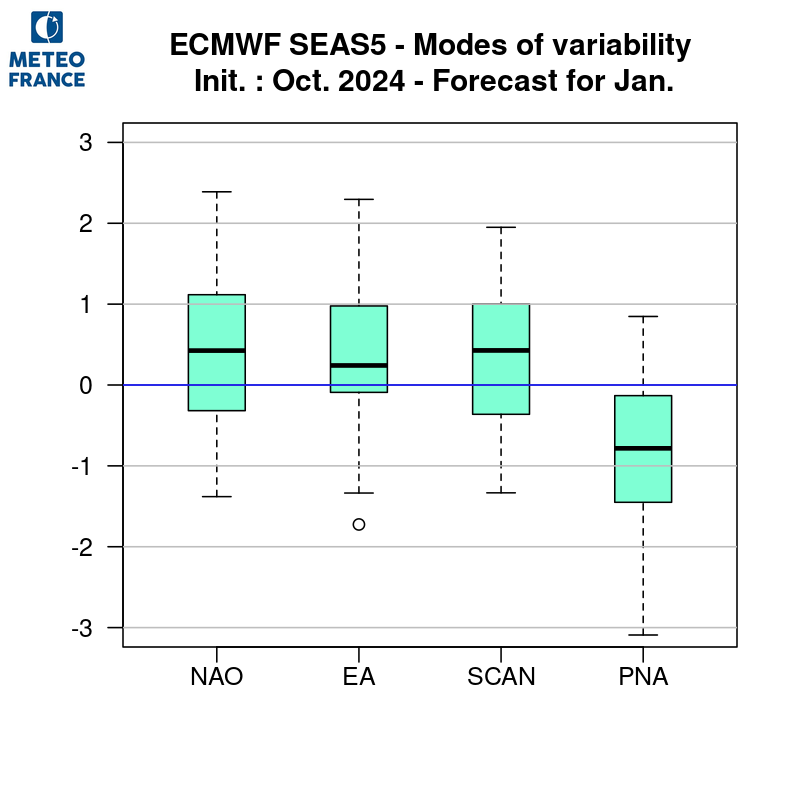 METEO
FRANCE
ECMWF SEAS5 - Modes of variability
Init. : Oct. 2024 - Forecast for Jan.
3
2
1
0
-1
-2
-3
NAO EA SCAN PNA